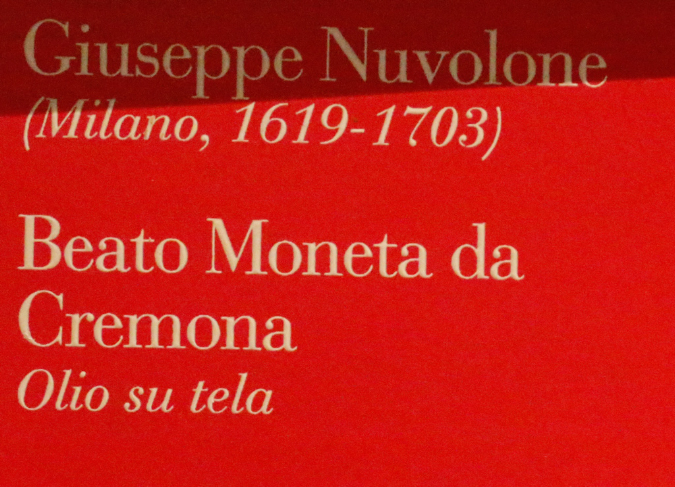 Giuseppe Nuvolone
(Milano, 1619-1703)
Beato Moneta da
Cremona
Olio su tela